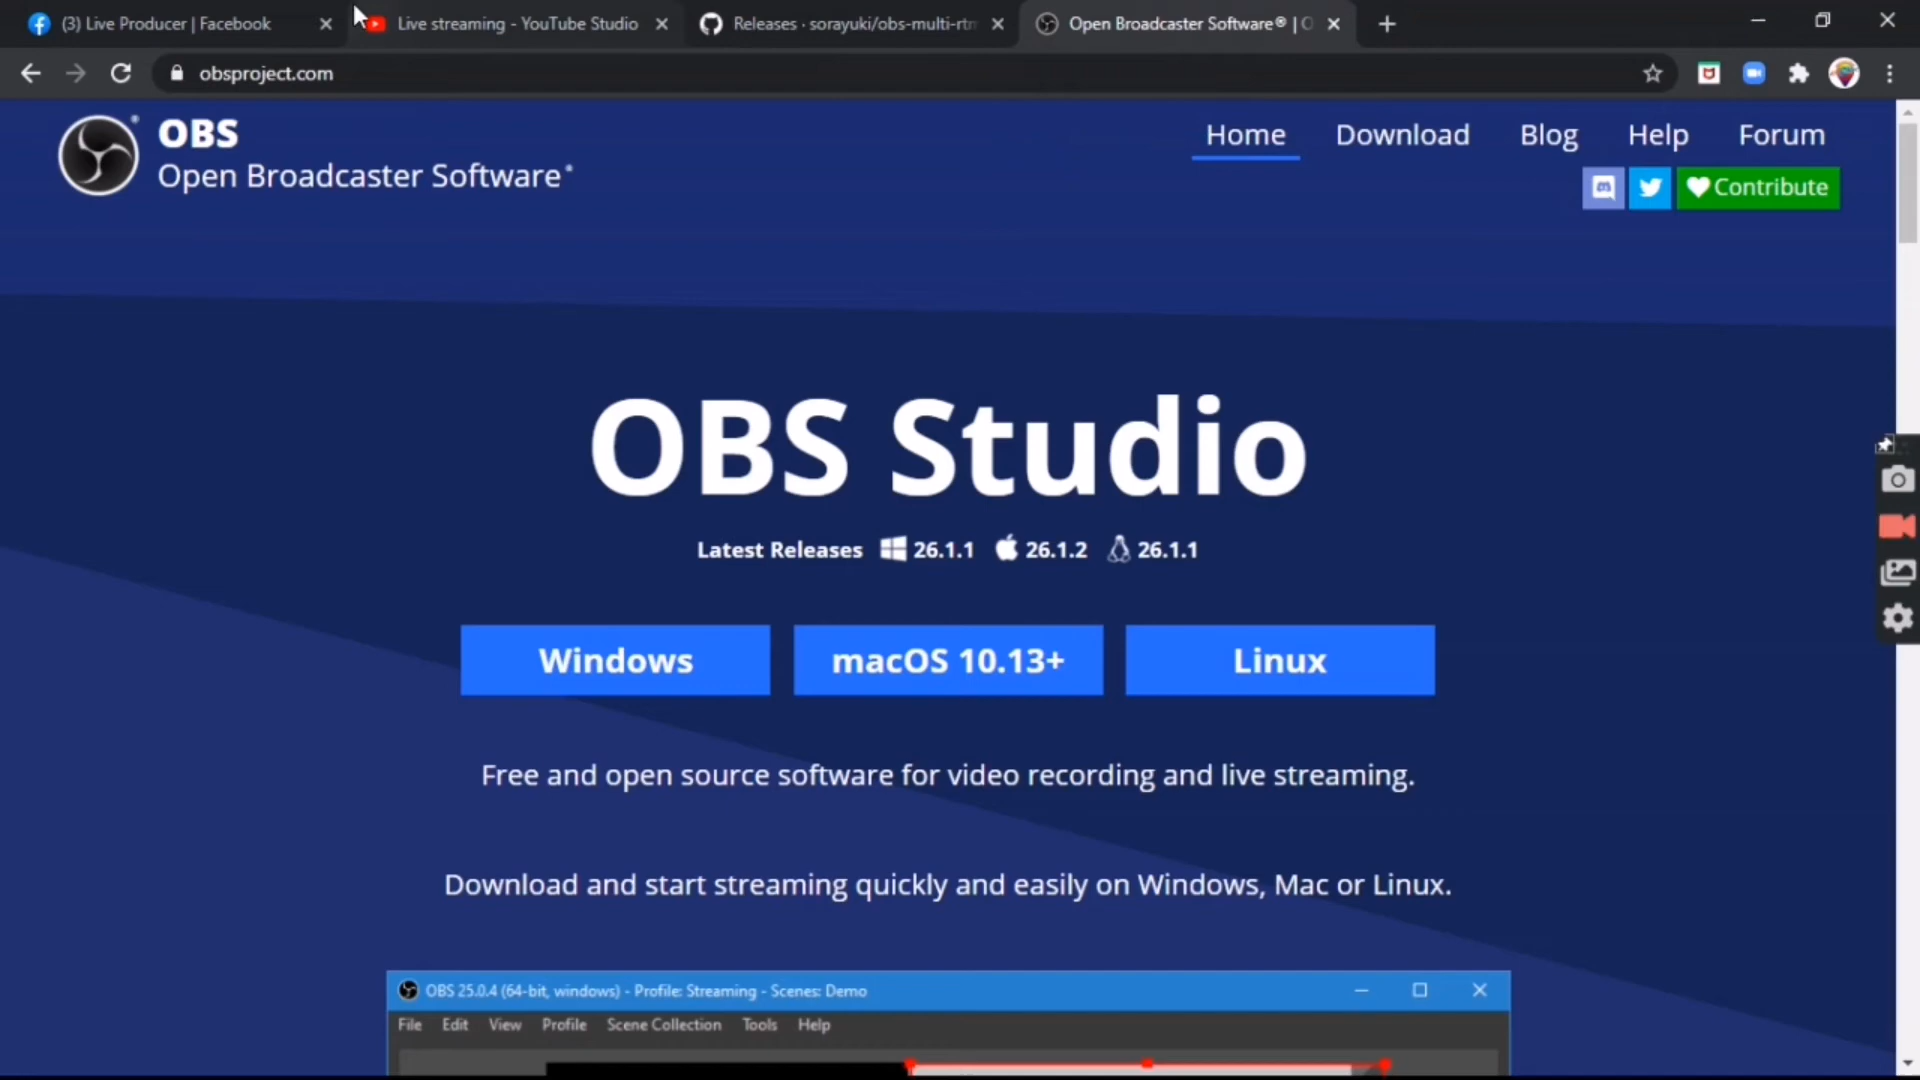 (3) Live Producer | Facebook
Live streaming - YouTube Studio
Releases · sorayuki/obs-multi-rtm
Open Broadcaster Software® | O
obsproject.com
OBS
Open Broadcaster Software®
Home
Download
Blog
Help
Forum
Contribute
OBS Studio
Latest Releases 26.1.1 26.1.2 26.1.1
Windows
macOS 10.13+
Linux
Free and open source software for video recording and live streaming.
Download and start streaming quickly and easily on Windows, Mac or Linux.
OBS 25.0.4 (64-bit, windows) - Profile: Streaming - Scenes: Demo
File Edit View Profile Scene Collection Tools Help